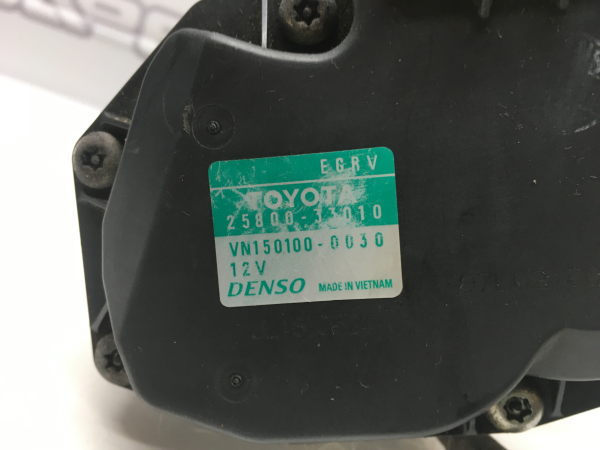 EGRV
TOYOTA
25800-33010
VN150100-0030
12V
DENSO MADE IN VIETNAM